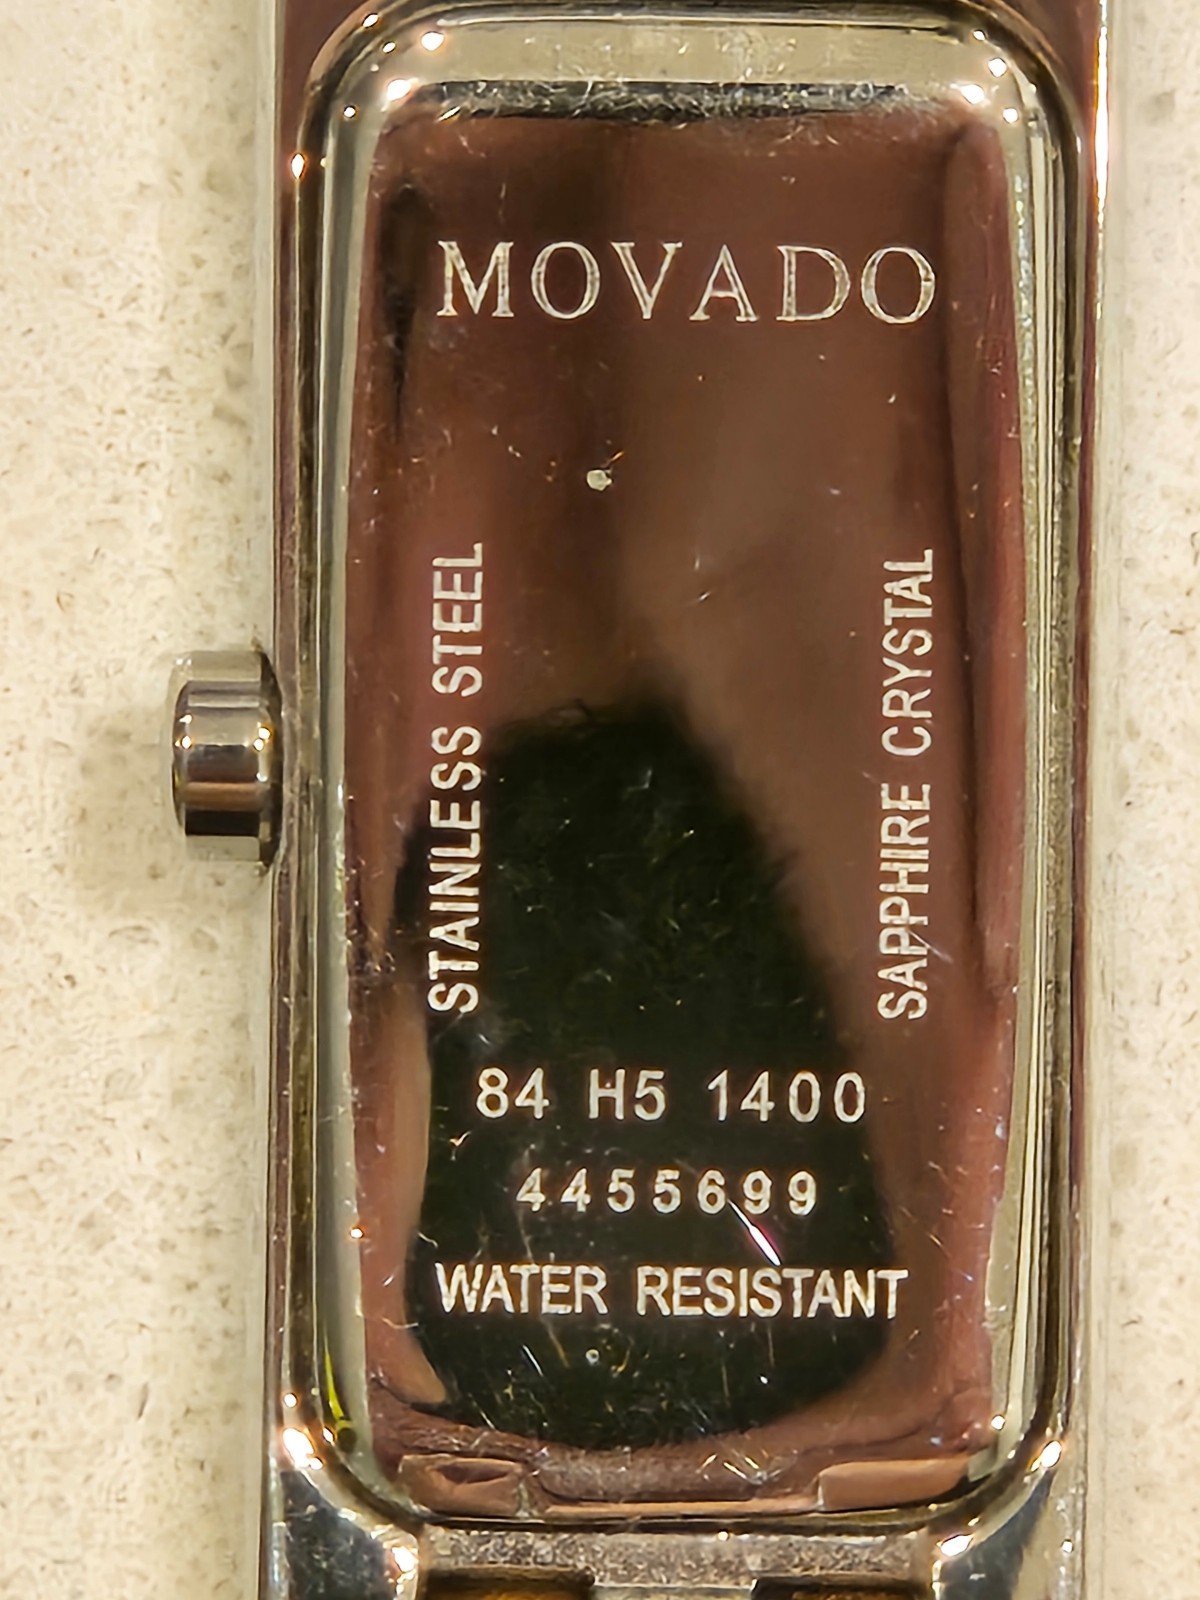 MOVADO
STAINLESS STEEL
SAPPHIRE CRYSTAL
84 H5 1400
4455699
WATER RESISTANT